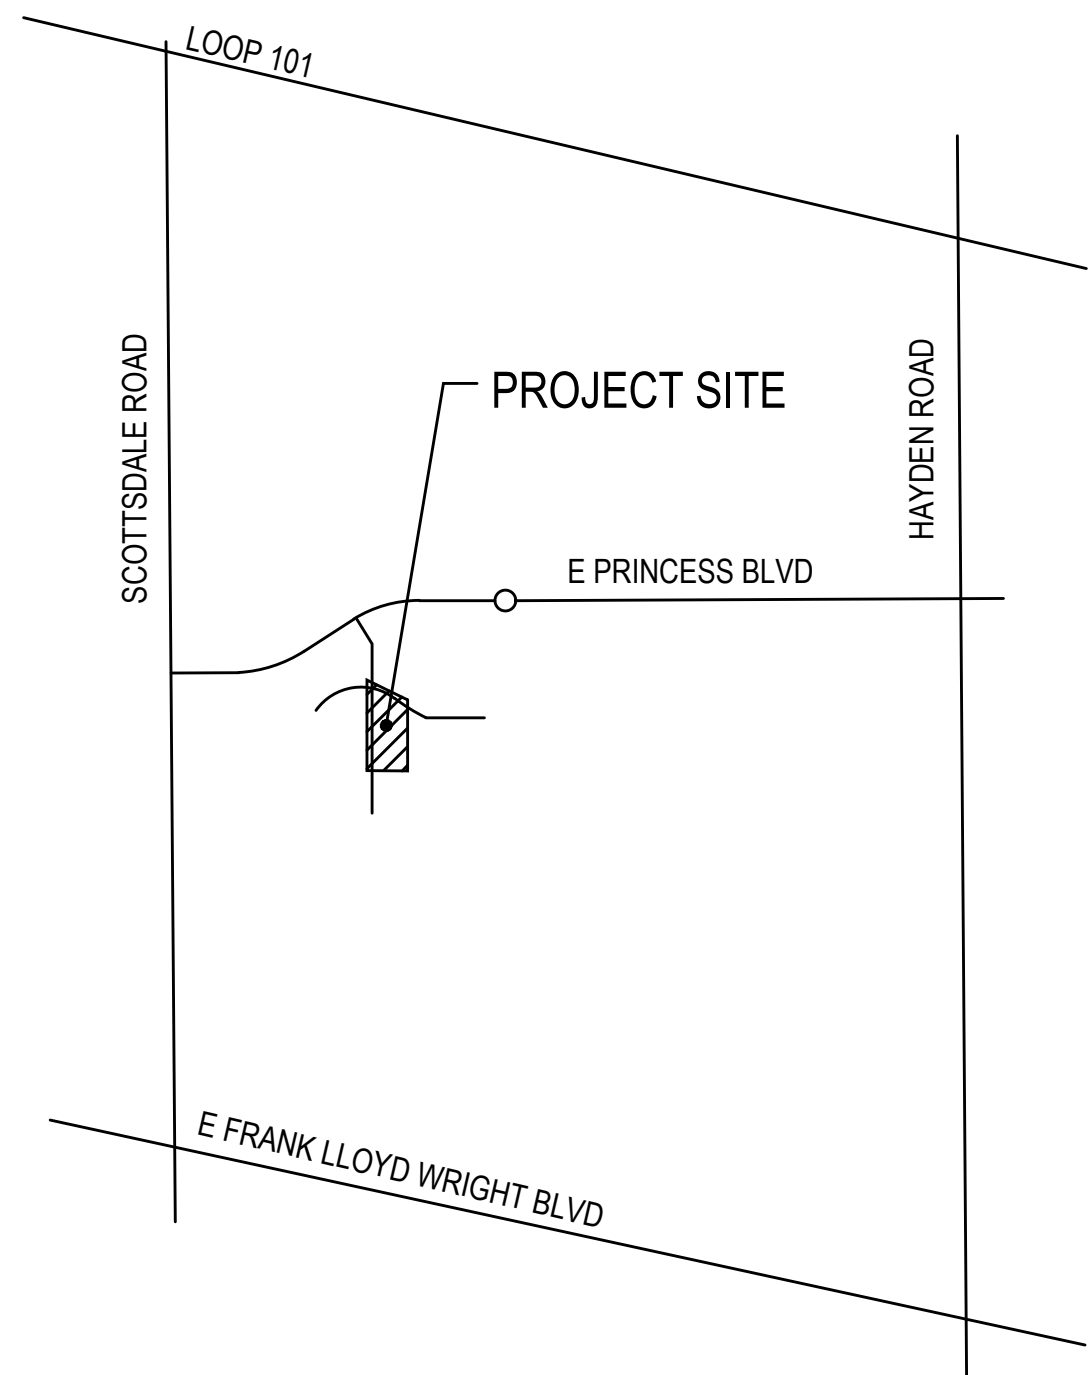 LOOP 101
SCOTTSDALE ROAD
HAYDEN ROAD
PROJECT SITE
E PRINCESS BLVD
E FRANK LLOYD WRIGHT BLVD